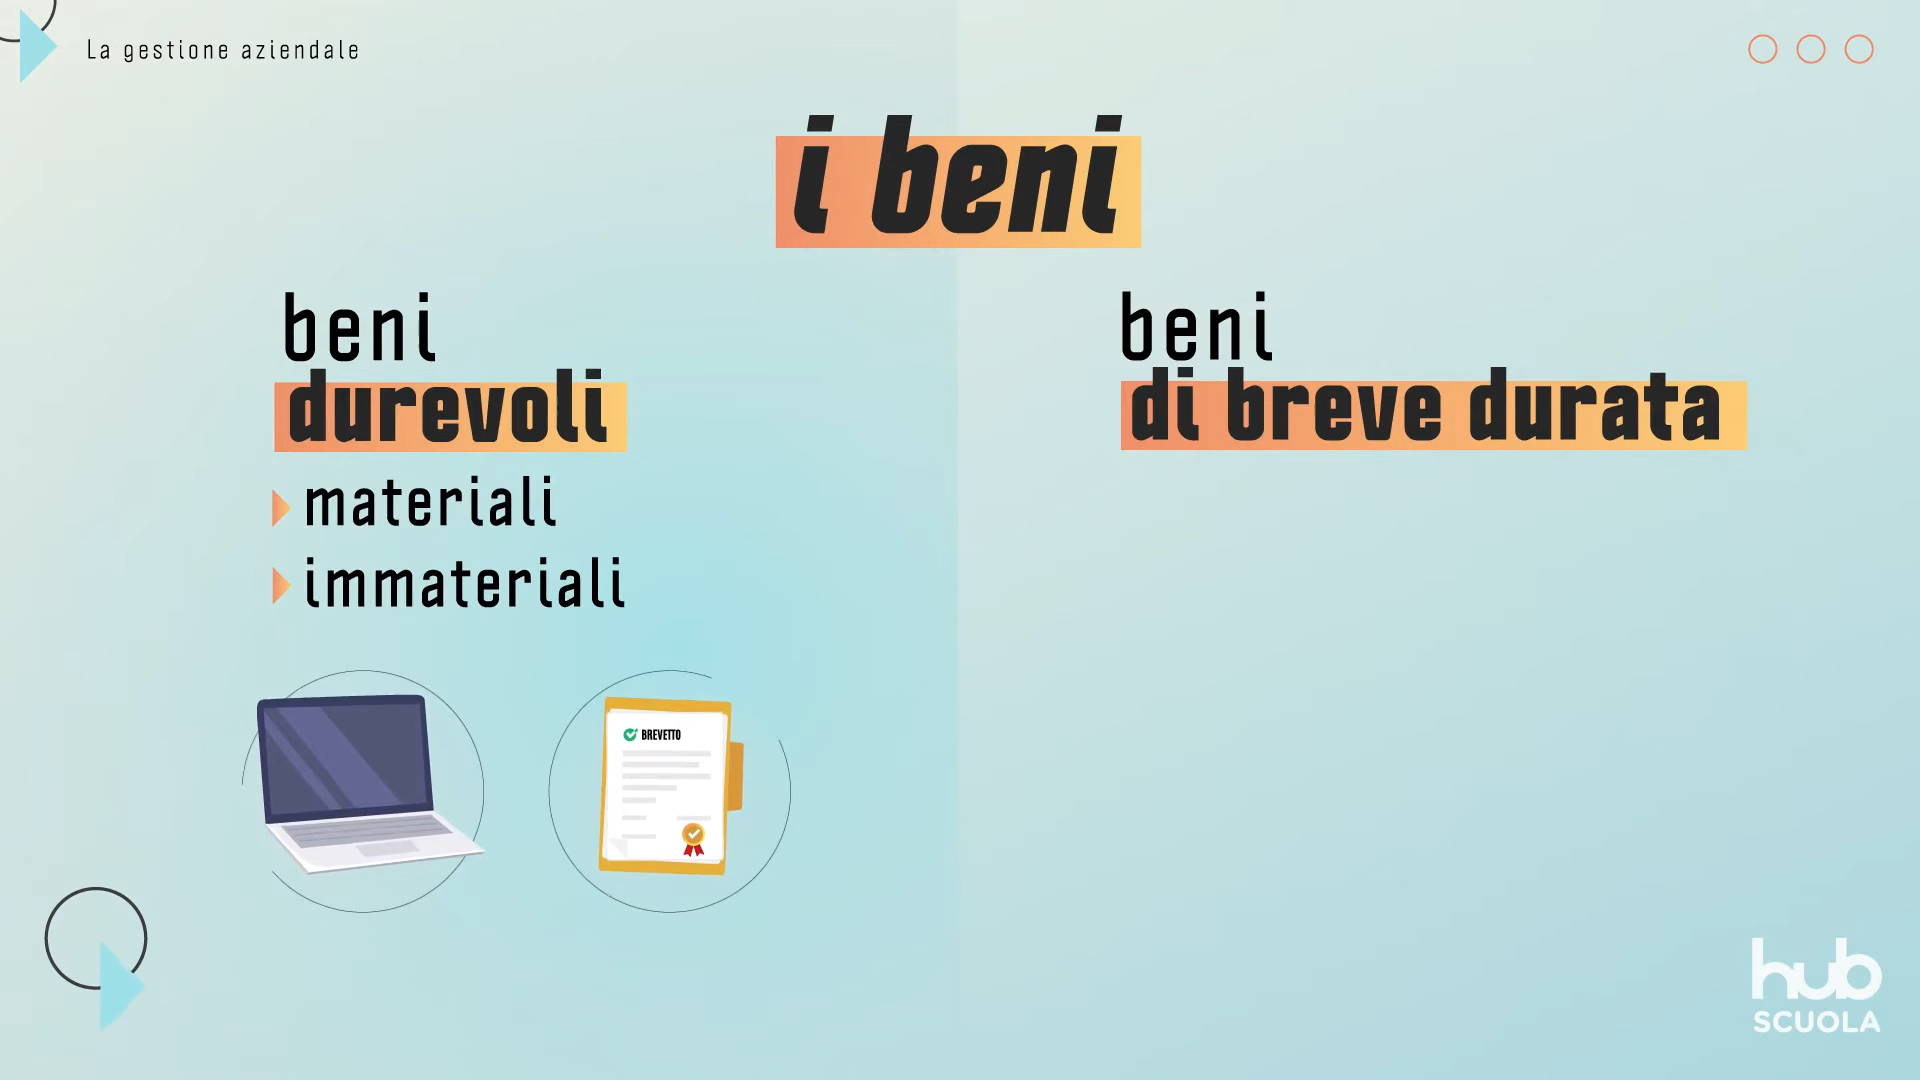 La gestione aziendale
i beni
beni
durevoli
materiali
immateriali
BREVETTO
beni
di breve durata
hub
SCUOLA